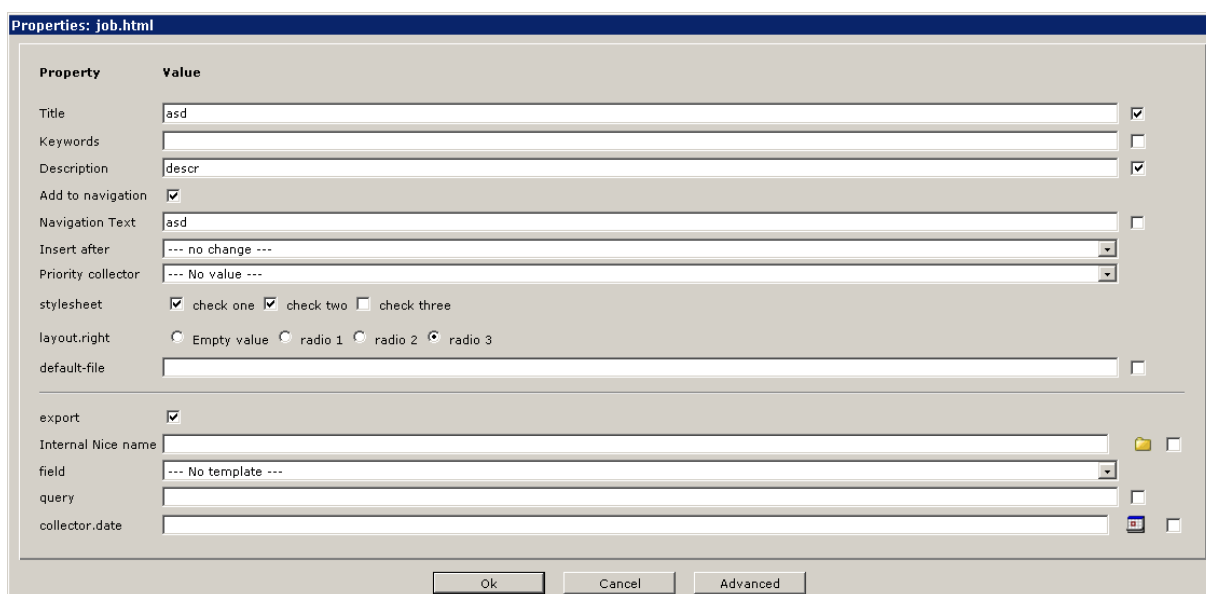 Properties: job.html
Property Value
Title asd
Keywords
Description descr
Add to navigation
Navigation Text asd
Insert after --- no change ---
Priority collector --- No value ---
stylesheet check one check two check three
layout.right Empty value radio 1 radio 2 radio 3
default-file
export
Internal Nice name
field --- No template ---
query
collector.date
Ok Cancel Advanced